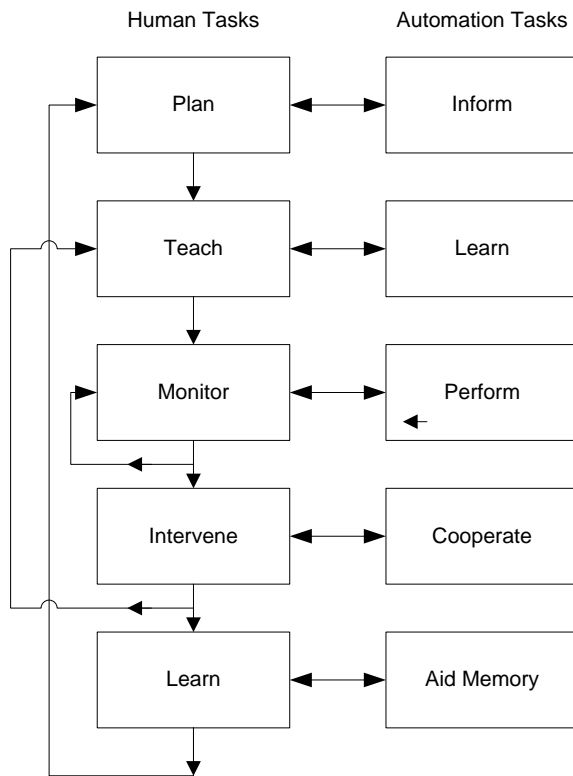 Human Tasks
Automation Tasks
Plan
Inform
Teach
Learn
Monitor
Perform
Intervene
Cooperate
Learn
Aid Memory